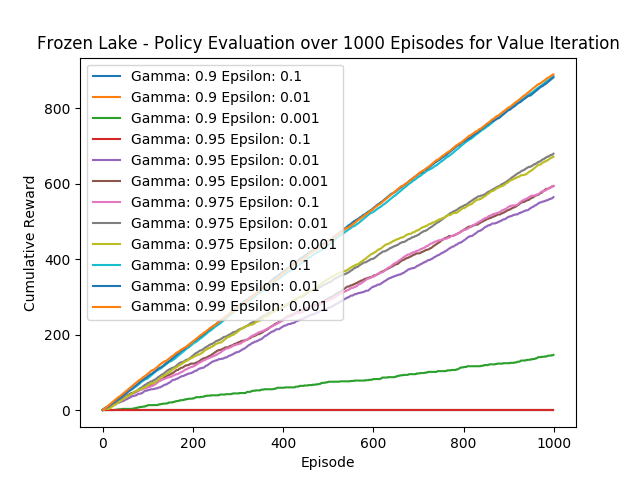 Frozen Lake - Policy Evaluation over 1000 Episodes for Value Iteration
Gamma: 0.9 Epsilon: 0.1
Gamma: 0.9 Epsilon: 0.01
Gamma: 0.9 Epsilon: 0.001
Gamma: 0.95 Epsilon: 0.1
Gamma: 0.95 Epsilon: 0.01
Gamma: 0.95 Epsilon: 0.001
Gamma: 0.975 Epsilon: 0.1
Gamma: 0.975 Epsilon: 0.01
Gamma: 0.975 Epsilon: 0.001
Gamma: 0.99 Epsilon: 0.1
Gamma: 0.99 Epsilon: 0.01
Gamma: 0.99 Epsilon: 0.001
Cumulative Reward
800
600
400
200
0
0 200 400 600 800 1000
Episode